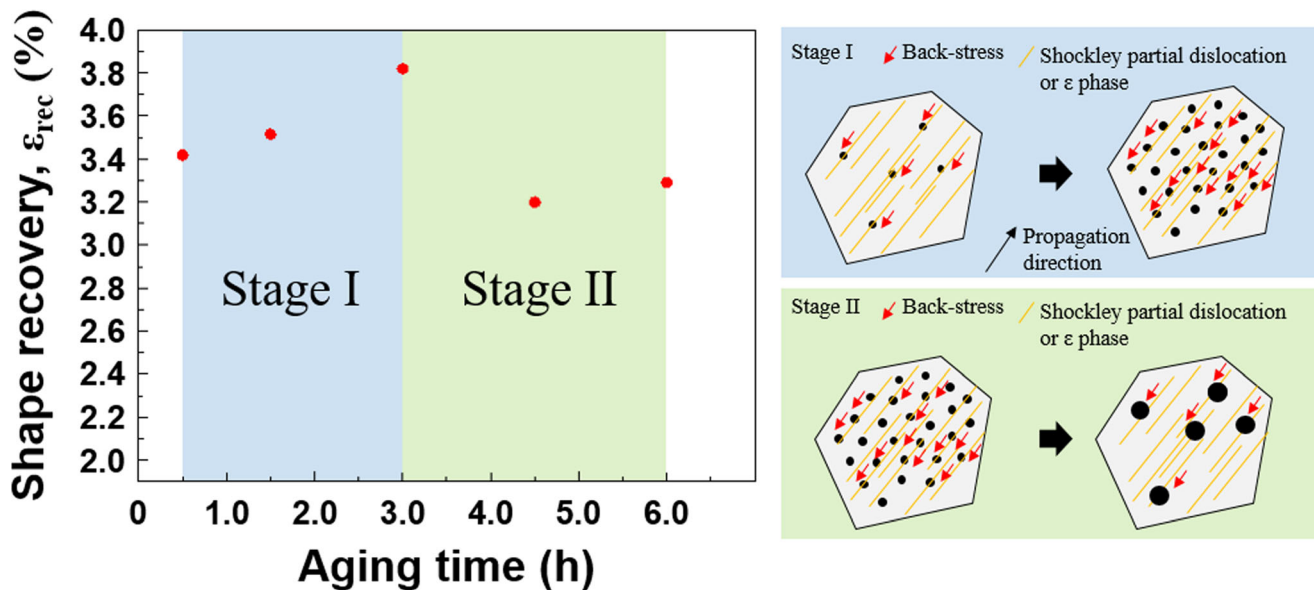 Shape recovery, εrec (%)
4.0
3.8
3.6
3.4
3.2
3.0
2.8
2.6
2.4
2.2
2.0
Stage I
Stage II
0
1.0
2.0
3.0
4.0
5.0
6.0
Aging time (h)
Stage I
Back-stress
Shockley partial dislocation
or ε phase
Propagation
direction
Stage II
Back-stress
Shockley partial dislocation
or ε phase